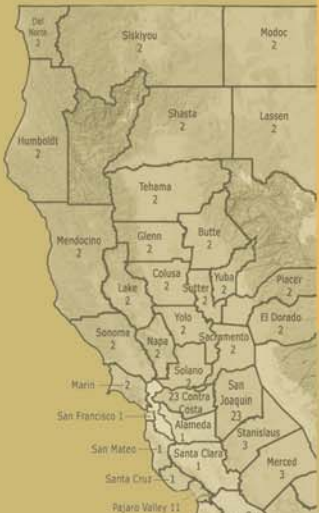 Del
Norte
2
Siskiyou
2
Modoc
2
Humboldt
2
Shasta
2
Lassen
2
Tehama
2
Mendocino
2
Glenn
2
Butte
2
Lake
2
Colusa
2
Sutter
2
Yuba
2
Placer
2
El Dorado
2
Sonoma
2
Napa
2
Yolo
2
Sacramento
2
Solano
2
Marin
2
San Francisco 1
23 Contra
Costa
San
Joaquin
23
Alameda
1
Stanislaus
3
San Mateo
1
Santa Clara
1
Merced
3
Santa Cruz
1
Pajaro Valley 11